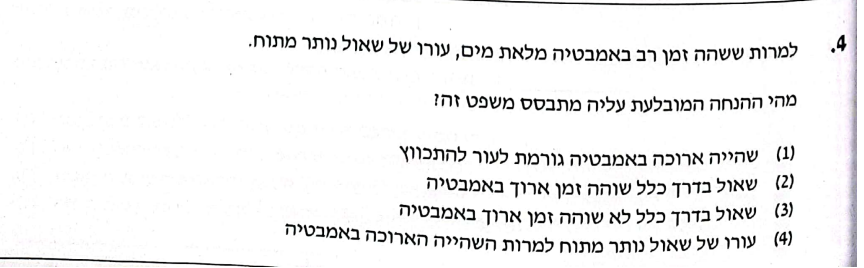 4. למרות ששהה זמן רב באמבטיה מלאת מים, עורו של שאול נותר מתוח.
מהי ההנחה המובלעת עליה מתבסס משפט זה?
(1) שהייה ארוכה באמבטיה גורמת לעור להתכווץ
(2) שאול בדרך כלל שוהה זמן ארוך באמבטיה
(3) שאול בדרך כלל לא שוהה זמן ארוך באמבטיה
(4) עורו של שאול נותר מתוח למרות השהייה הארוכה באמבטיה